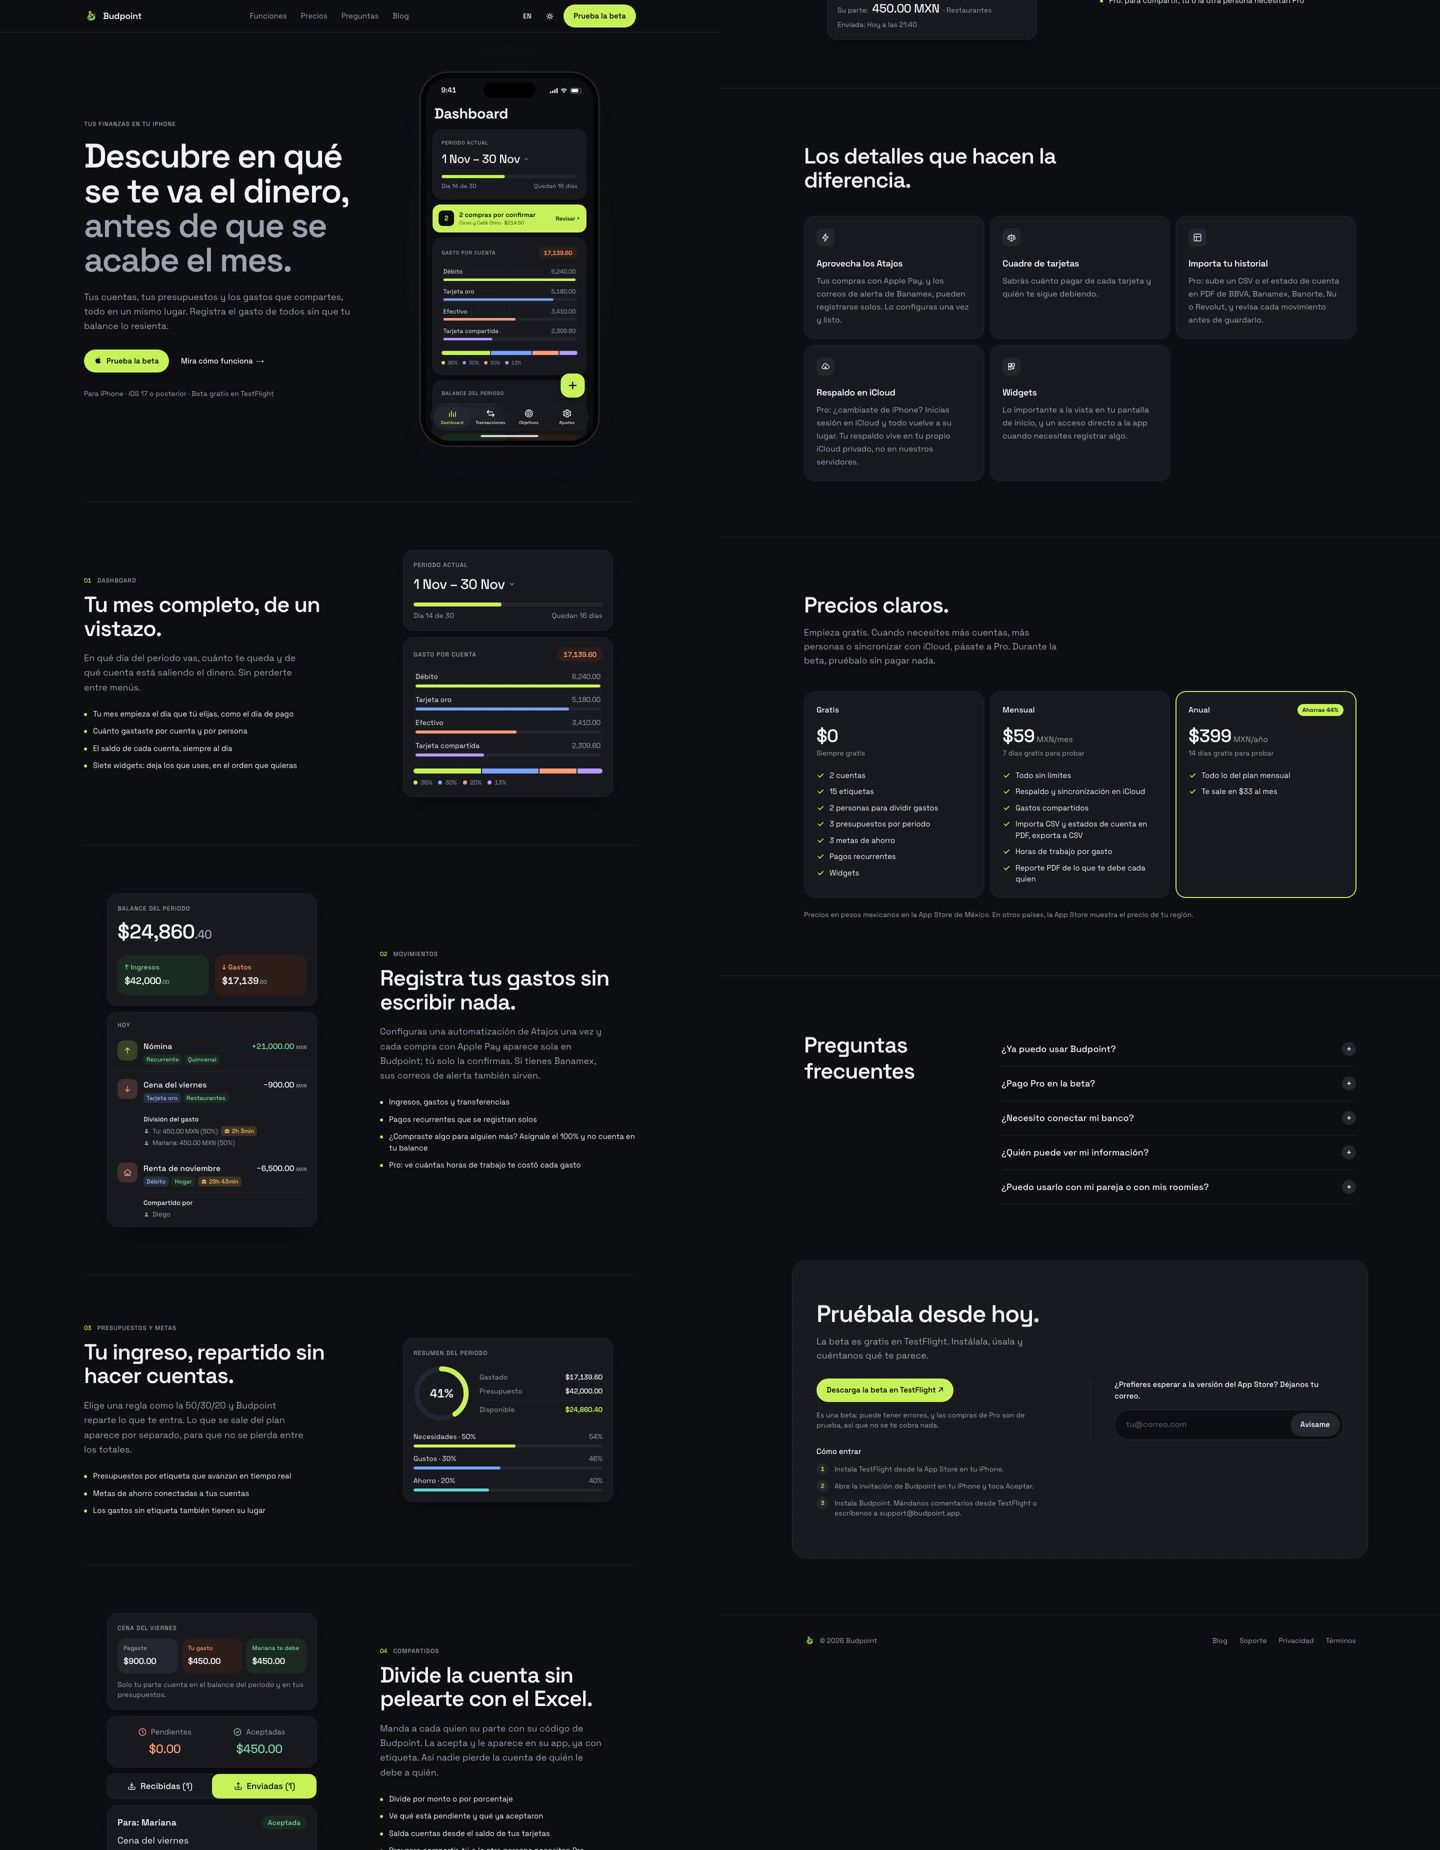 Budpoint
Funciones
Precios
Preguntas
Blog
EN
Prueba la beta
TUS FINANZAS EN TU IPHONE
Descubre en qué
se te va el dinero,
antes de que se
acabe el mes.
Tus cuentas, tus presupuestos y los gastos que compartes,
todo en un mismo lugar. Registra el gasto de todos sin que tu
balance lo resienta.
Prueba la beta
Mira cómo funciona →
Para iPhone · iOS 17 o posterior · Beta gratis en TestFlight
9:41
Dashboard
PERIODO ACTUAL
1 Nov – 30 Nov
Día 14 de 30
Quedan 16 días
2
2 compras por confirmar
Oxxo y Café Olmo · $214.50
Revisar ›
GASTO POR CUENTA
17,139.60
Débito
6,240.00
Tarjeta oro
5,180.00
Efectivo
3,410.00
Tarjeta compartida
2,309.60
36%
30%
20%
13%
BALANCE DEL PERIODO
+
Dashboard
Transacciones
Objetivos
Ajustes
01 DASHBOARD
Tu mes completo, de un
vistazo.
En qué día del periodo vas, cuánto te queda y de
qué cuenta está saliendo el dinero. Sin perderte
entre menús.
Tu mes empieza el día que tú elijas, como el día de pago
Cuánto gastaste por cuenta y por persona
El saldo de cada cuenta, siempre al día
Siete widgets: deja los que uses, en el orden que quieras
PERIODO ACTUAL
1 Nov – 30 Nov
Día 14 de 30
Quedan 16 días
GASTO POR CUENTA
17,139.60
Débito
6,240.00
Tarjeta oro
5,180.00
Efectivo
3,410.00
Tarjeta compartida
2,309.60
36%
30%
20%
13%
BALANCE DEL PERIODO
$24,860.40
↑ Ingresos
$42,000.00
↓ Gastos
$17,139.60
HOY
Nómina
+21,000.00 MXN
Recurrente
Quincenal
Cena del viernes
−900.00 MXN
Tarjeta oro
Restaurantes
División del gasto
Tú: 450.00 MXN (50%)
2h 3min
Mariana: 450.00 MXN (50%)
Renta de noviembre
−6,500.00 MXN
Débito
Hogar
29h 43min
Compartido por
Diego
02 MOVIMIENTOS
Registra tus gastos sin
escribir nada.
Configuras una automatización de Atajos una vez y
cada compra con Apple Pay aparece sola en
Budpoint; tú solo la confirmas. Si tienes Banamex,
sus correos de alerta también sirven.
Ingresos, gastos y transferencias
Pagos recurrentes que se registran solos
¿Compraste algo para alguien más? Asígnale el 100% y no cuenta en
tu balance
Pro: ve cuántas horas de trabajo te costó cada gasto
03 PRESUPUESTOS Y METAS
Tu ingreso, repartido sin
hacer cuentas.
Elige una regla como la 50/30/20 y Budpoint
reparte lo que te entra. Lo que se sale del plan
aparece por separado, para que no se pierda entre
los totales.
Presupuestos por etiqueta que avanzan en tiempo real
Metas de ahorro conectadas a tus cuentas
Los gastos sin etiqueta también tienen su lugar
RESUMEN DEL PERIODO
41%
Gastado
$17,139.60
Presupuesto
$42,000.00
Disponible
$24,860.40
Necesidades · 50%
54%
Gustos · 30%
46%
Ahorro · 20%
40%
CENA DEL VIERNES
Pagaste
$900.00
Tu gasto
$450.00
Mariana te debe
$450.00
Solo tu parte cuenta en el balance del periodo y en tus
presupuestos.
Pendientes
$0.00
Aceptadas
$450.00
Recibidas (1)
Enviadas (1)
Para: Mariana
Aceptada
Cena del viernes
04 COMPARTIDOS
Divide la cuenta sin
pelearte con el Excel.
Manda a cada quien su parte con su código de
Budpoint. La acepta y le aparece en su app, ya con
etiqueta. Así nadie pierde la cuenta de quién le
debe a quién.
Divide por monto o por porcentaje
Ve qué está pendiente y qué ya aceptaron
Salda cuentas desde el saldo de tus tarjetas
Pro: para compartir, tú o la otra persona necesitan Pro
Su parte: 450.00 MXN · Restaurantes
Enviada: Hoy a las 21:40
Los detalles que hacen la
diferencia.
Aprovecha los Atajos
Tus compras con Apple Pay, y los
correos de alerta de Banamex, pueden
registrarse solos. Lo configuras una vez
y listo.
Cuadre de tarjetas
Sabrás cuánto pagar de cada tarjeta y
quién te sigue debiendo.
Importa tu historial
Pro: sube un CSV o el estado de cuenta
en PDF de BBVA, Banamex, Banorte, Nu
o Revolut, y revisa cada movimiento
antes de guardarlo.
Respaldo en iCloud
Pro: ¿cambiaste de iPhone? Inicias
sesión en iCloud y todo vuelve a su
lugar. Tu respaldo vive en tu propio
iCloud privado, no en nuestros
servidores.
Widgets
Lo importante a la vista en tu pantalla
de inicio, y un acceso directo a la app
cuando necesites registrar algo.
Precios claros.
Empieza gratis. Cuando necesites más cuentas, más
personas o sincronizar con iCloud, pásate a Pro. Durante la
beta, pruébalo sin pagar nada.
Gratis
$0
Siempre gratis
2 cuentas
15 etiquetas
2 personas para dividir gastos
3 presupuestos por periodo
3 metas de ahorro
Pagos recurrentes
Widgets
Mensual
$59 MXN/mes
7 días gratis para probar
Todo sin límites
Respaldo y sincronización en iCloud
Gastos compartidos
Importa CSV y estados de cuenta en
PDF, exporta a CSV
Horas de trabajo por gasto
Reporte PDF de lo que te debe cada
quien
Anual
Ahorras 44%
$399 MXN/año
14 días gratis para probar
Todo lo del plan mensual
Te sale en $33 al mes
Precios en pesos mexicanos en la App Store de México. En otros países, la App Store muestra el precio de tu región.
Preguntas
frecuentes
¿Ya puedo usar Budpoint?
¿Pago Pro en la beta?
¿Necesito conectar mi banco?
¿Quién puede ver mi información?
¿Puedo usarlo con mi pareja o con mis roomies?
Pruébala desde hoy.
La beta es gratis en TestFlight. Instálala, úsala y
cuéntanos qué te parece.
Descarga la beta en TestFlight ↗
Es una beta: puede tener errores, y las compras de Pro son de
prueba, así que no se te cobra nada.
Cómo entrar
1 Instala TestFlight desde la App Store en tu iPhone.
2 Abre la invitación de Budpoint en tu iPhone y toca Aceptar.
3 Instala Budpoint. Mándanos comentarios desde TestFlight o
escríbenos a support@budpoint.app.
¿Prefieres esperar a la versión del App Store? Déjanos tu
correo.
tu@correo.com
Avísame
© 2026 Budpoint
Blog
Soporte
Privacidad
Términos